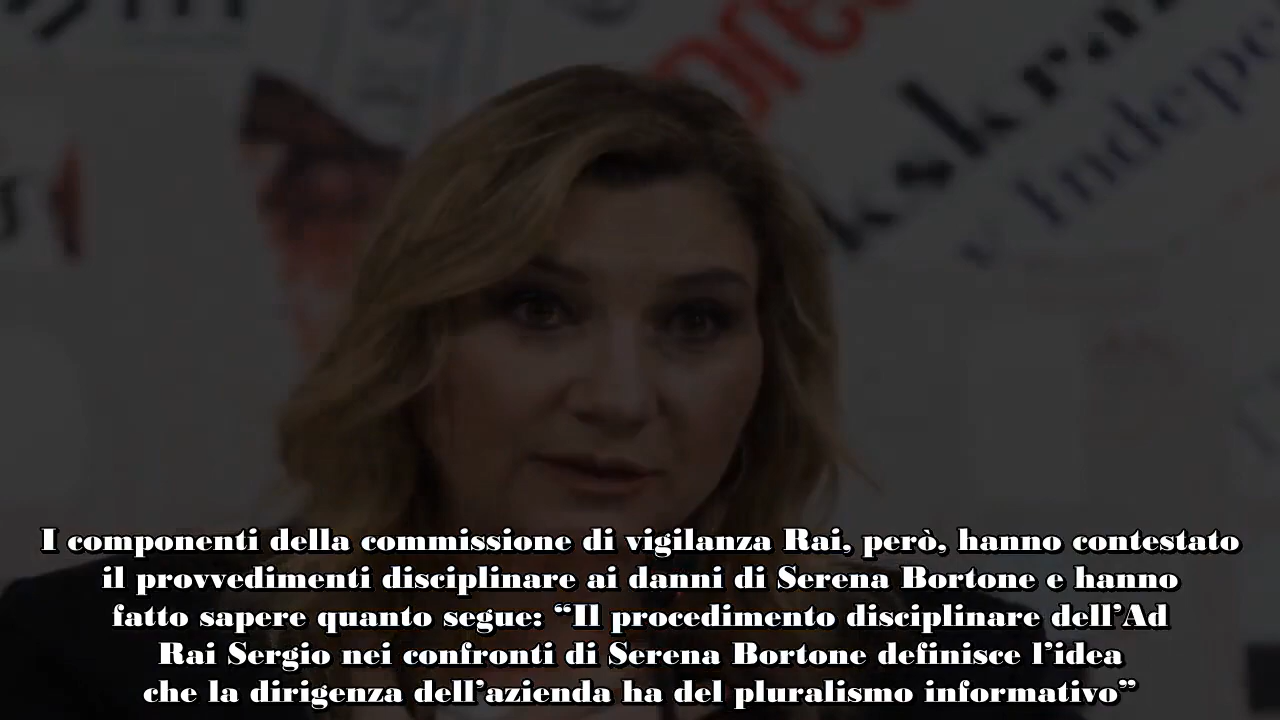 I componenti della commissione di vigilanza Rai, però, hanno contestato
il provvedimenti disciplinare ai danni di Serena Bortone e hanno
fatto sapere quanto segue: “Il procedimento disciplinare dell’Ad
Rai Sergio nei confronti di Serena Bortone definisce l’idea
che la dirigenza dell’azienda ha del pluralismo informativo”